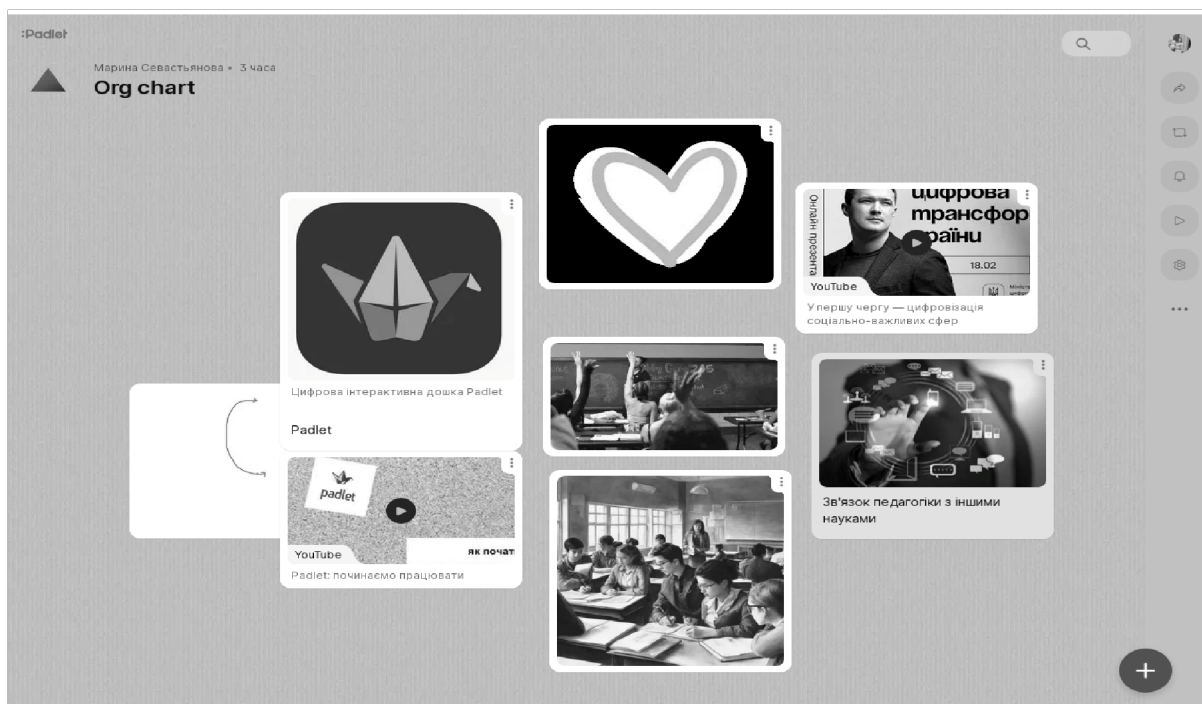 :Padlet
Марина Севастьянова • 3 часа
Org chart
Цифрова інтерактивна дошка Padlet
Padlet
padlet
YouTube
як почат
Padlet: починаємо працювати
Онлайн презента
цифрова
трансфор
раїни
18.02
YouTube
У першу чергу — цифровізація
соціально-важливих сфер
Зв'язок педагогіки з іншими
науками